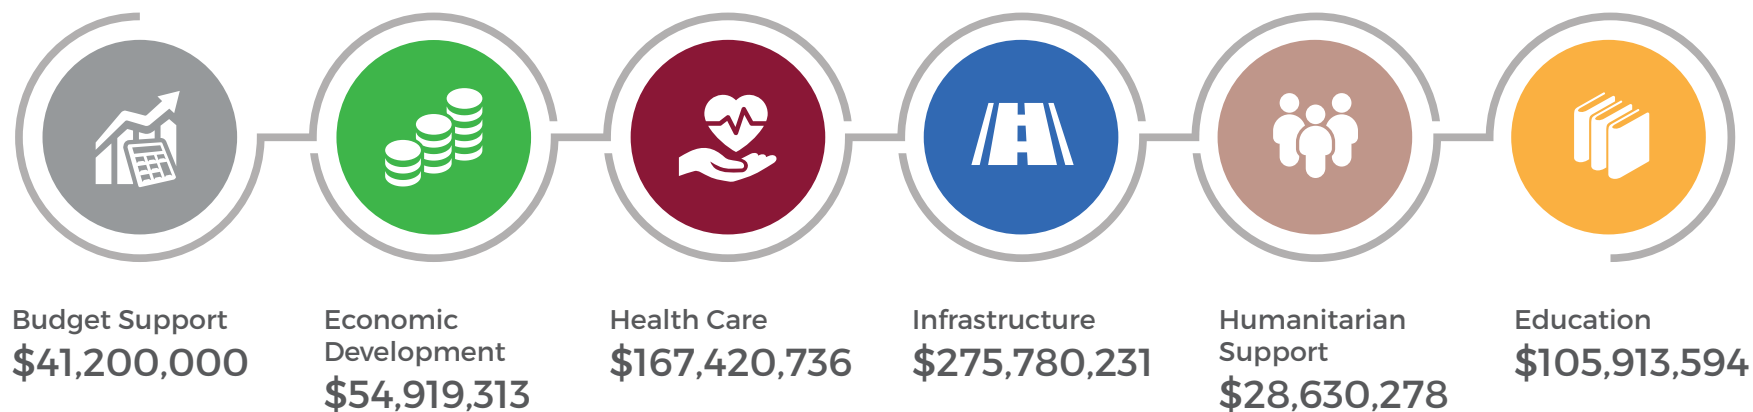 Budget Support
$41,200,000
Economic
Development
$54,919,313
Health Care
$167,420,736
Infrastructure
$275,780,231
Humanitarian
Support
$28,630,278
Education
$105,913,594